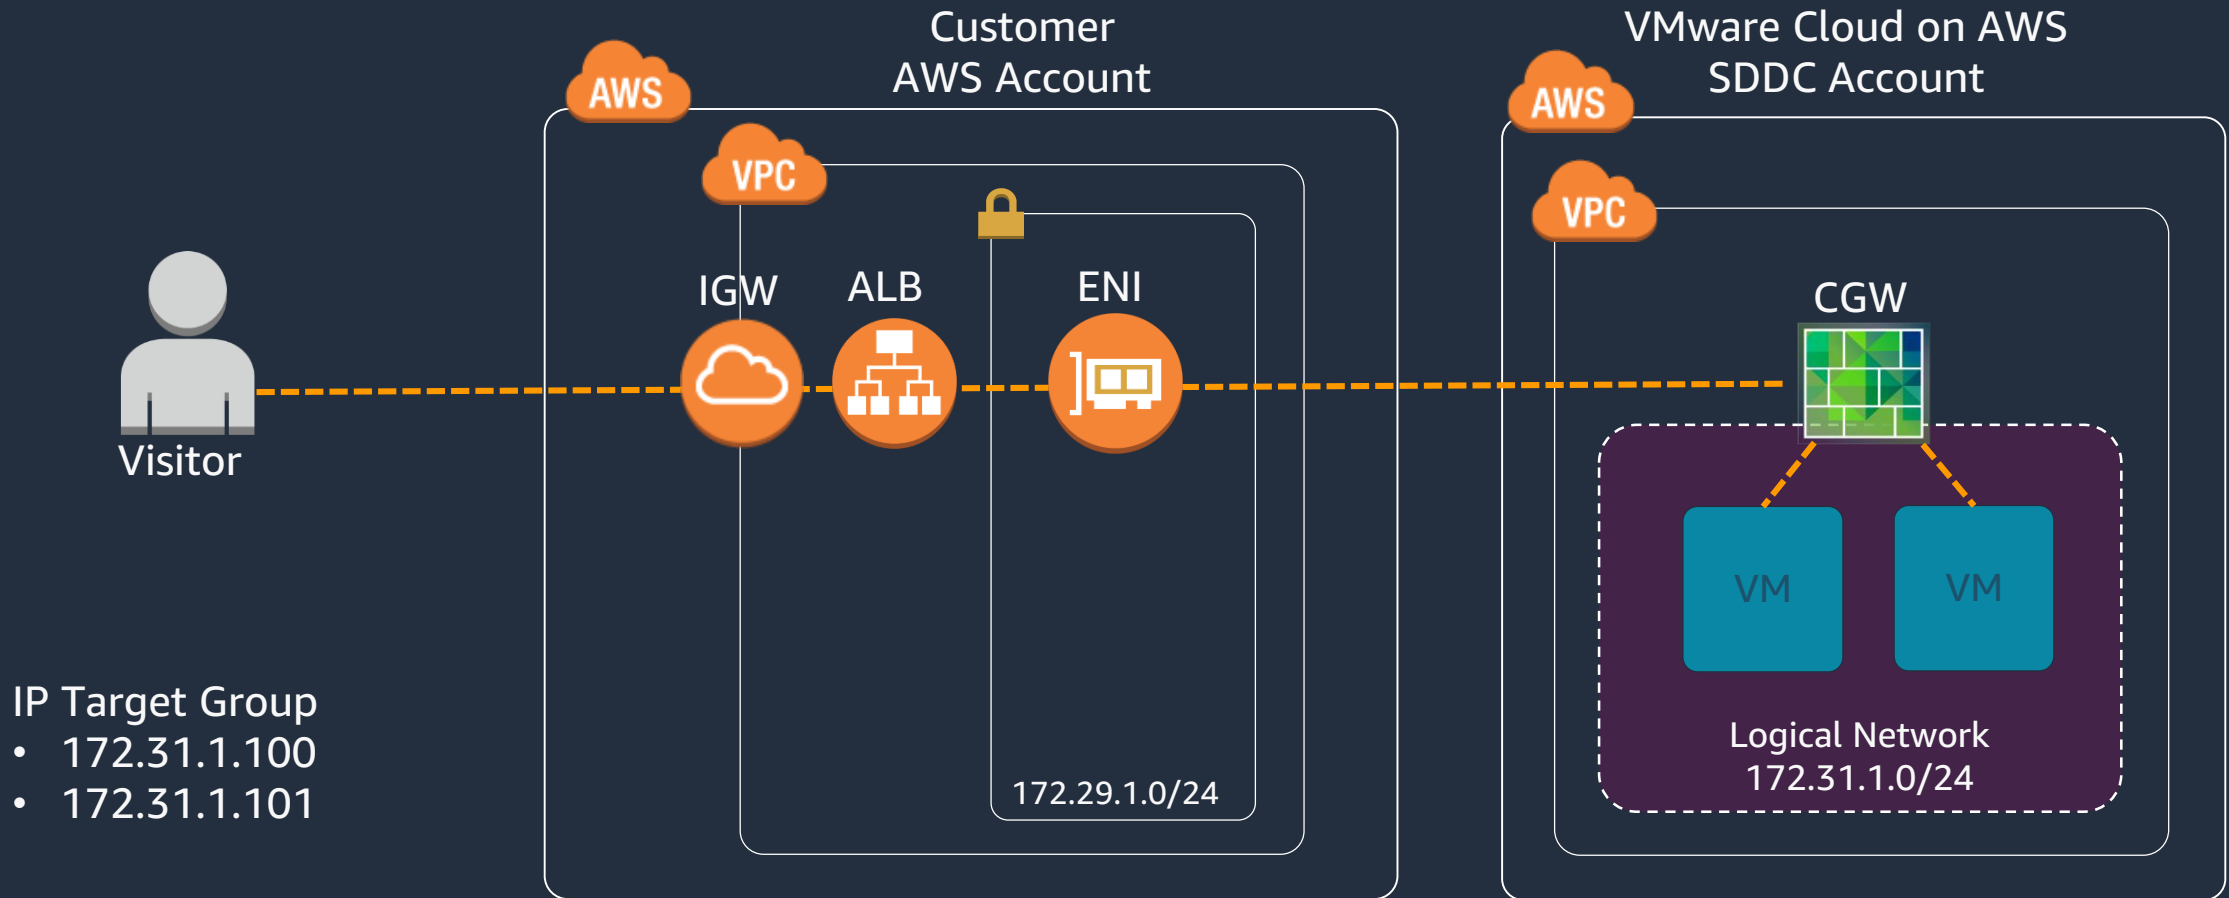 Customer
AWS Account
VMware Cloud on AWS
SDDC Account
AWS
AWS
VPC
VPC
IGW
ALB
ENI
CGW
Visitor
VM
VM
IP Target Group
• 172.31.1.100
• 172.31.1.101
172.29.1.0/24
Logical Network
172.31.1.0/24